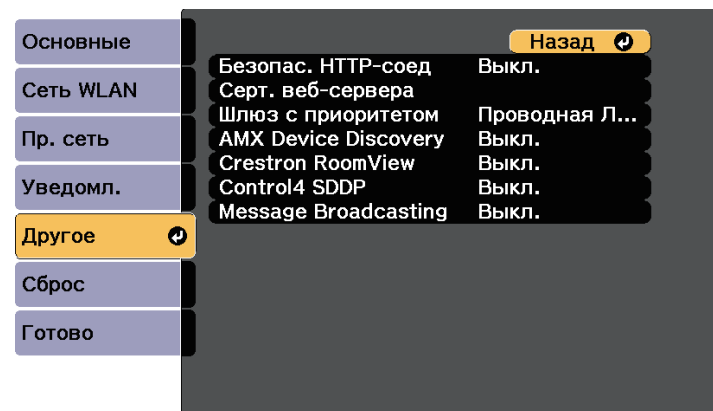 Основные
Сеть WLAN
Пр. сеть
Уведомл.
Другое
Сброс
Готово
Назад
Безопас. HTTP-соед Выкл.
Серт. веб-сервера
Шлюз с приоритетом Проводная Л...
AMX Device Discovery Выкл.
Crestron RoomView Выкл.
Control4 SDDP Выкл.
Message Broadcasting Выкл.